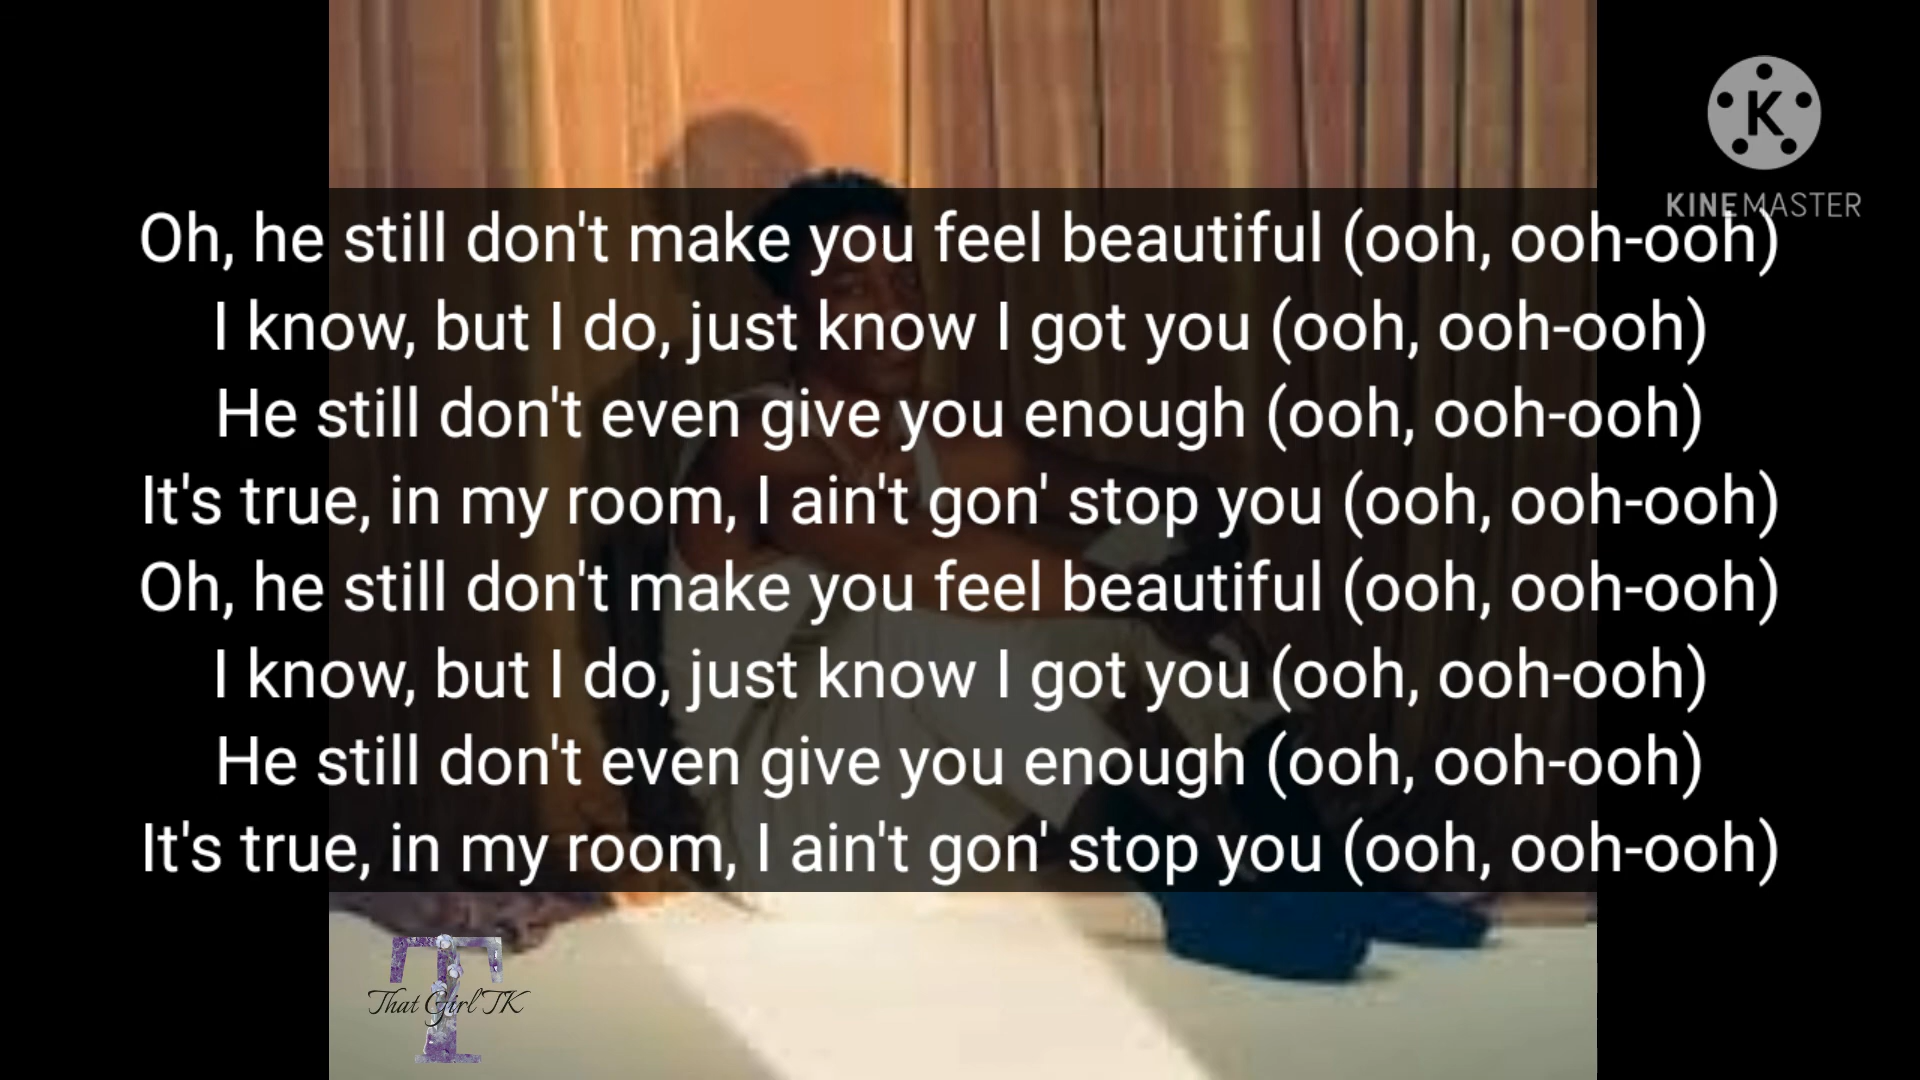 K
KINEMASTER
Oh, he still don't make you feel beautiful (ooh, ooh-ooh)
I know, but I do, just know I got you (ooh, ooh-ooh)
He still don't even give you enough (ooh, ooh-ooh)
It's true, in my room, I ain't gon' stop you (ooh, ooh-ooh)
Oh, he still don't make you feel beautiful (ooh, ooh-ooh)
I know, but I do, just know I got you (ooh, ooh-ooh)
He still don't even give you enough (ooh, ooh-ooh)
It's true, in my room, I ain't gon' stop you (ooh, ooh-ooh)
T
That Girl TK